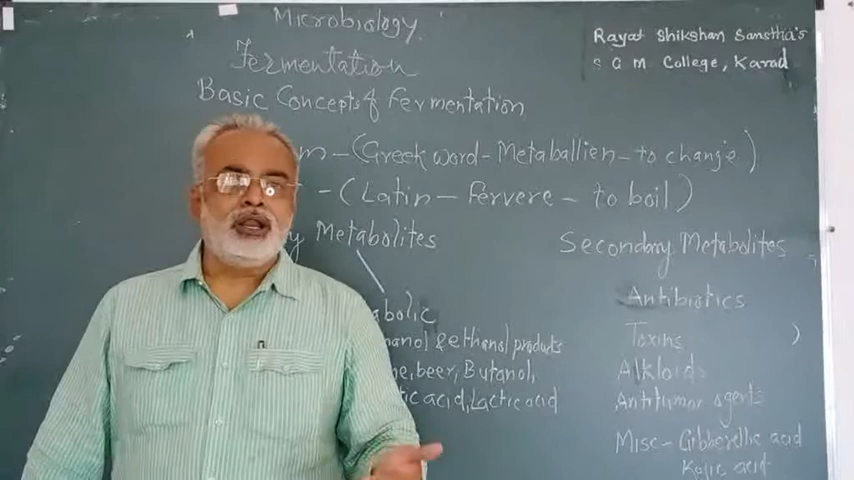 Microbiology
Rayat Shikshan Sanstha's
S G M College, Karad
Fermentation
Basic Concepts of Fermentation
m - (Greek word - Metaballien - to change)
- (Latin - Fervere - to boil)
y Metabolites
Secondary Metabolites
abolic
Antibiotics
anol & ethanol products
Toxins
e, beer, Butanol,
Alkloids
tic acid, Lactic acid
Antitumor agents
Misc - Gibberellic acid
Kojic acid